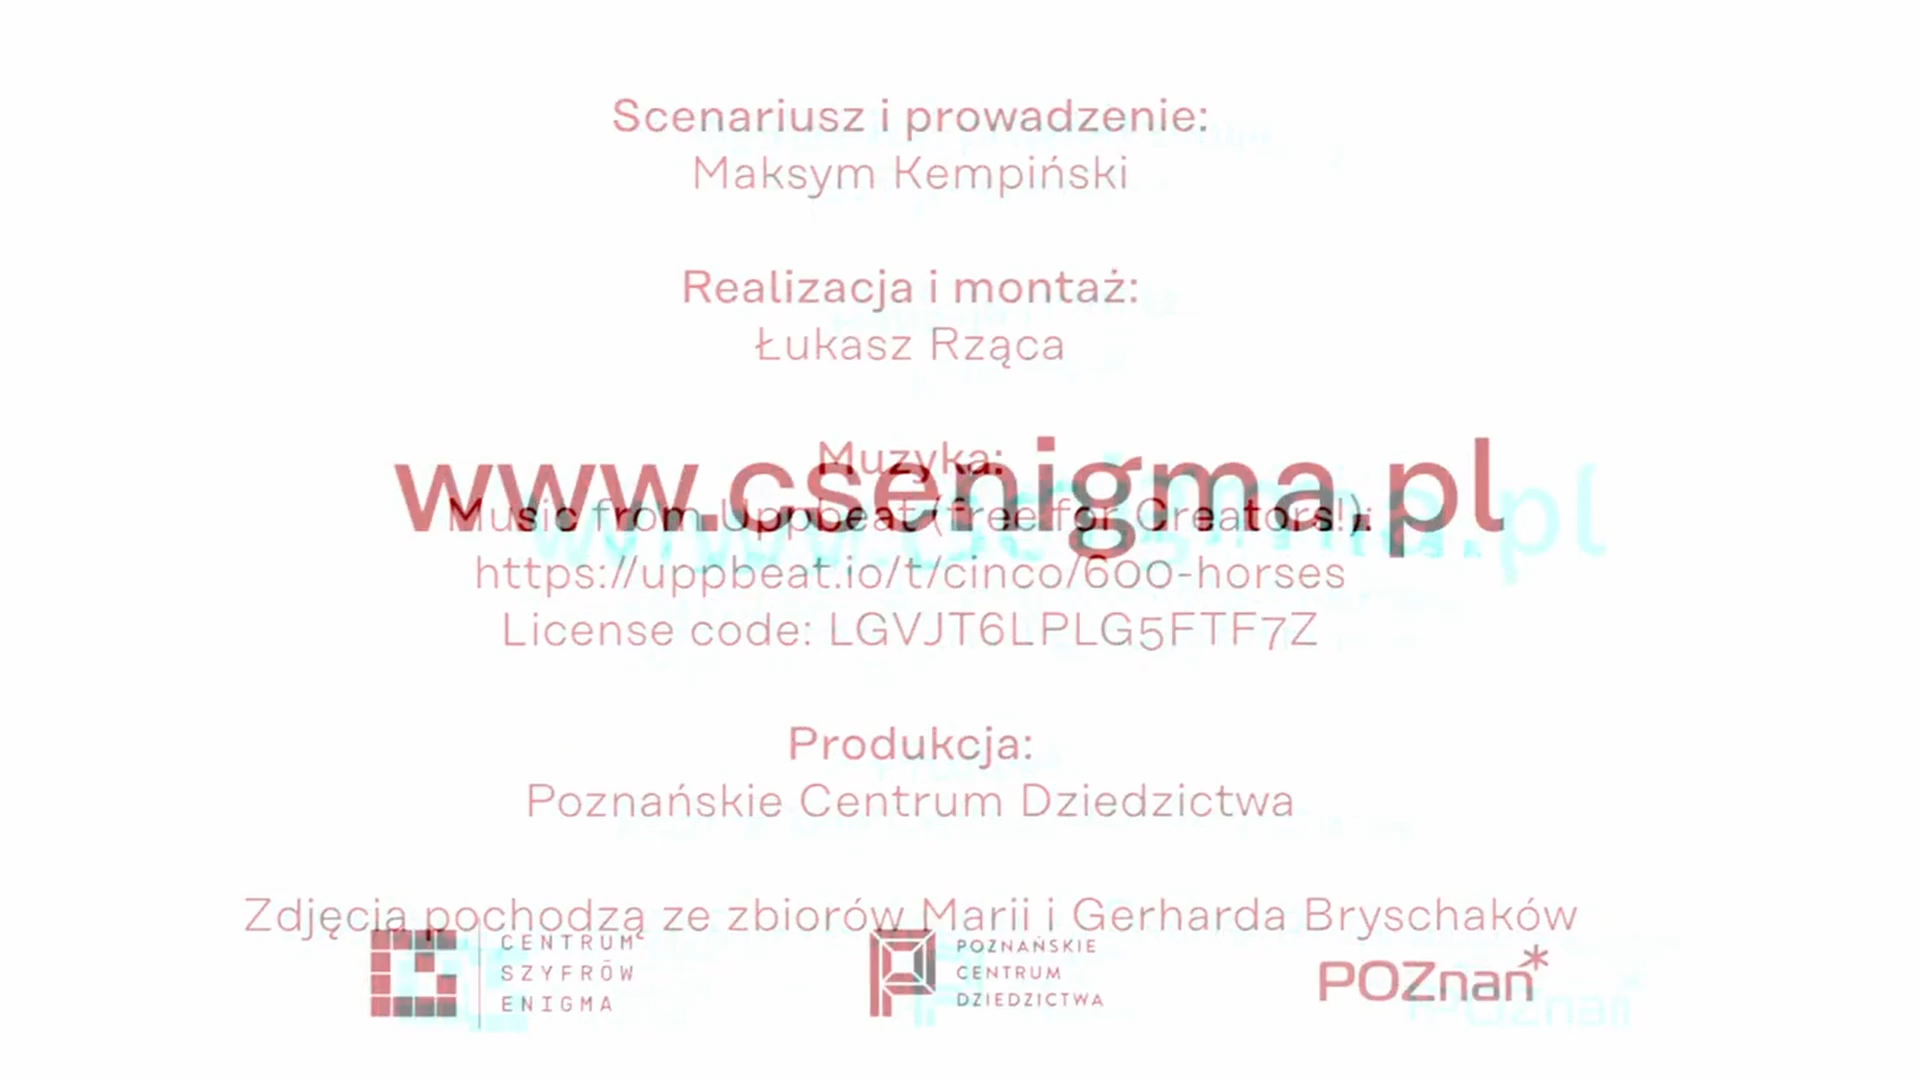 Scenariusz i prowadzenie:
Maksym Kempiński
Realizacja i montaż:
Łukasz Rząca
Muzyka:
www.csenigma.pl
Music from Uppbeat (free for Creators!):
https://uppbeat.io/t/cinco/600-horses
License code: LGVJT6LPLG5FTF7Z
Produkcja:
Poznańskie Centrum Dziedzictwa
Zdjęcia pochodzą ze zbiorów Marii i Gerharda Bryschaków
CENTRUM
SZYFRÓW
ENIGMA
POZNAŃSKIE
CENTRUM
DZIEDZICTWA
POZnan*